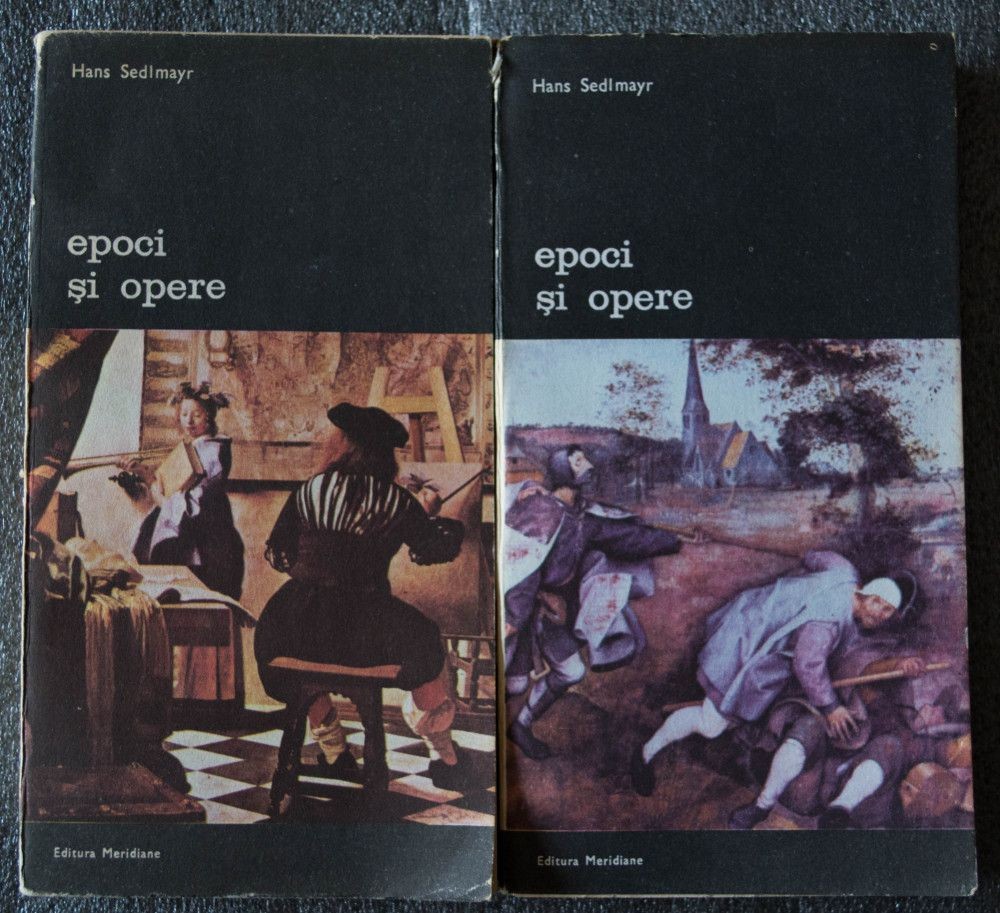 Hans Sedlmayr
epoci
şi opere
Editura Meridiane
Hans Sedlmayr
epoci
şi opere
Editura Meridiane